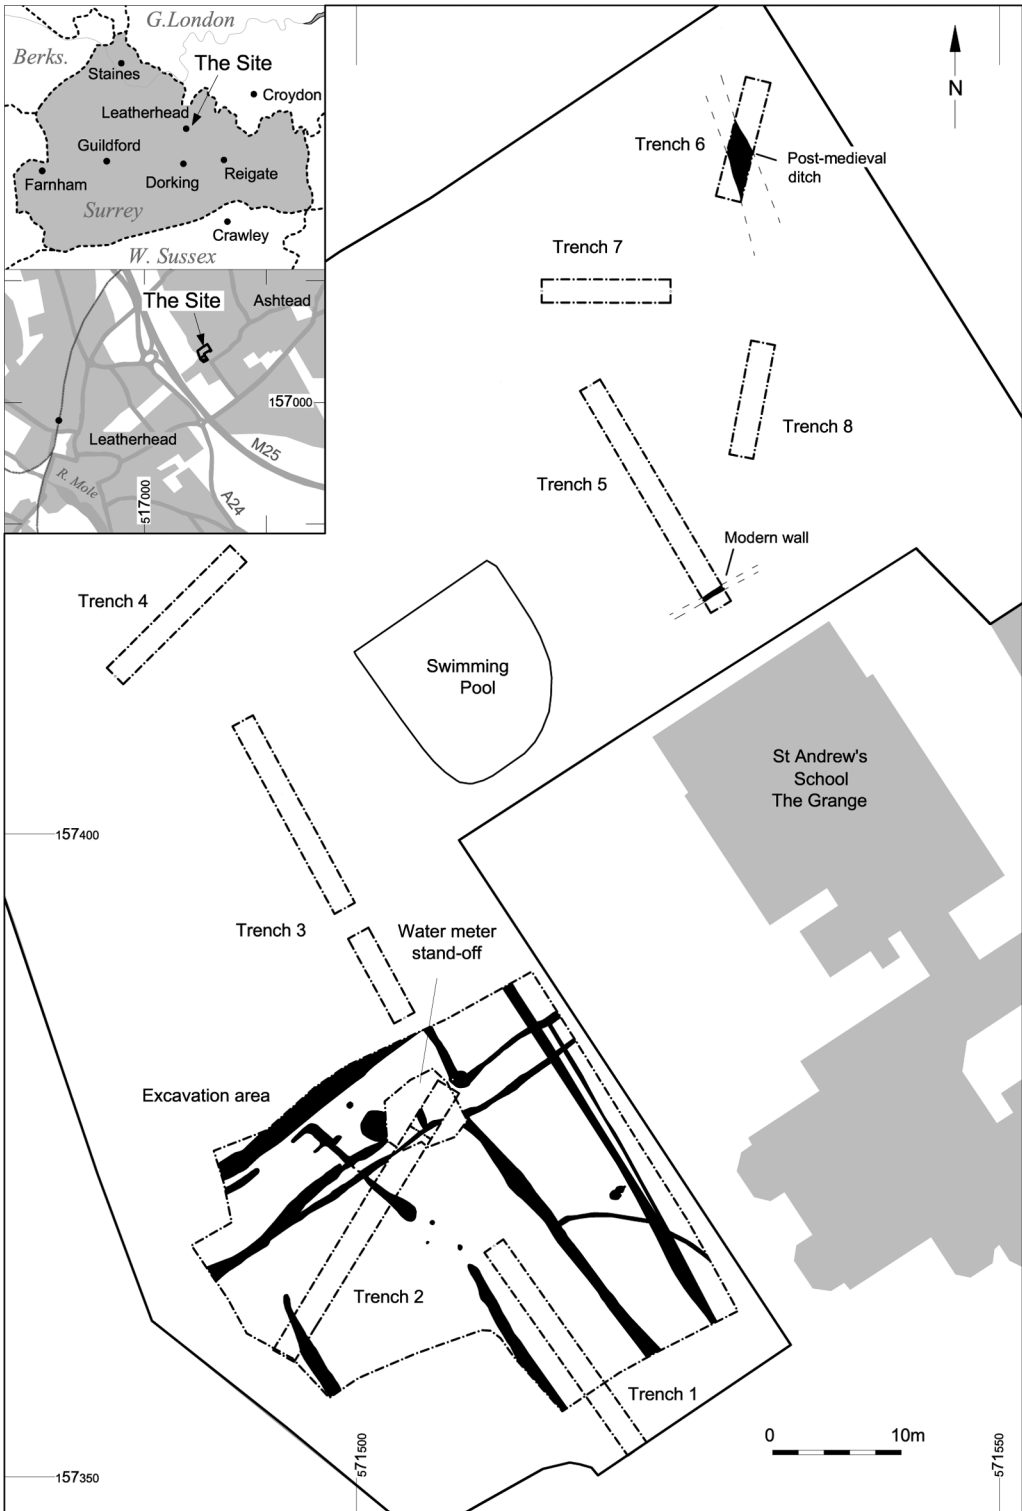 G.London
Berks.
The Site
Staines
Croydon
Leatherhead
Guildford
Farnham
Dorking
Reigate
Surrey
Crawley
W. Sussex
The Site
Ashtead
157000
Leatherhead
M25
R. Mole
517000
A24
N
Trench 6
Post-medieval
ditch
Trench 7
Trench 8
Trench 5
Modern wall
Trench 4
Swimming
Pool
St Andrew's
School
The Grange
157400
Trench 3
Water meter
stand-off
Excavation area
Trench 2
Trench 1
0
10m
571500
571550
157350